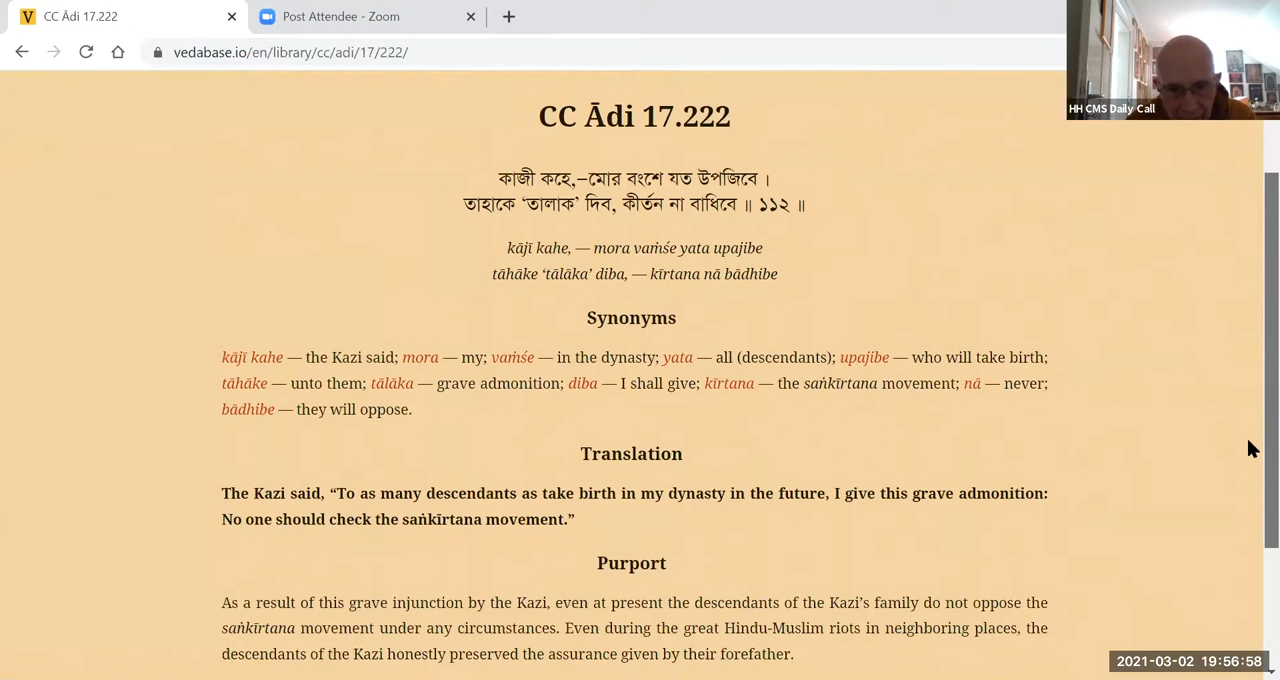 CC Ādi 17.222
Post Attendee - Zoom
vedabase.io/en/library/cc/adi/17/222/
HH CMS Daily Call
CC Ādi 17.222
কাজী কহে,—মোর বংশে যত উপজিবে ।
তাহাকে ‘তালাক’ দিব, কীর্তন না বাধিবে ॥ ১১২ ॥
kājī kahe, — mora vaṁśe yata upajibe
tāhāke ‘tālāka’ diba, — kīrtana nā bādhibe
Synonyms
kājī kahe — the Kazi said; mora — my; vaṁśe — in the dynasty; yata — all (descendants); upajibe — who will take birth;
tāhāke — unto them; tālāka — grave admonition; diba — I shall give; kīrtana — the saṅkīrtana movement; nā — never;
bādhibe — they will oppose.
Translation
The Kazi said, “To as many descendants as take birth in my dynasty in the future, I give this grave admonition:
No one should check the saṅkīrtana movement.”
Purport
As a result of this grave injunction by the Kazi, even at present the descendants of the Kazi’s family do not oppose the
saṅkīrtana movement under any circumstances. Even during the great Hindu-Muslim riots in neighboring places, the
descendants of the Kazi honestly preserved the assurance given by their forefather.
2021-03-02 19:56:58